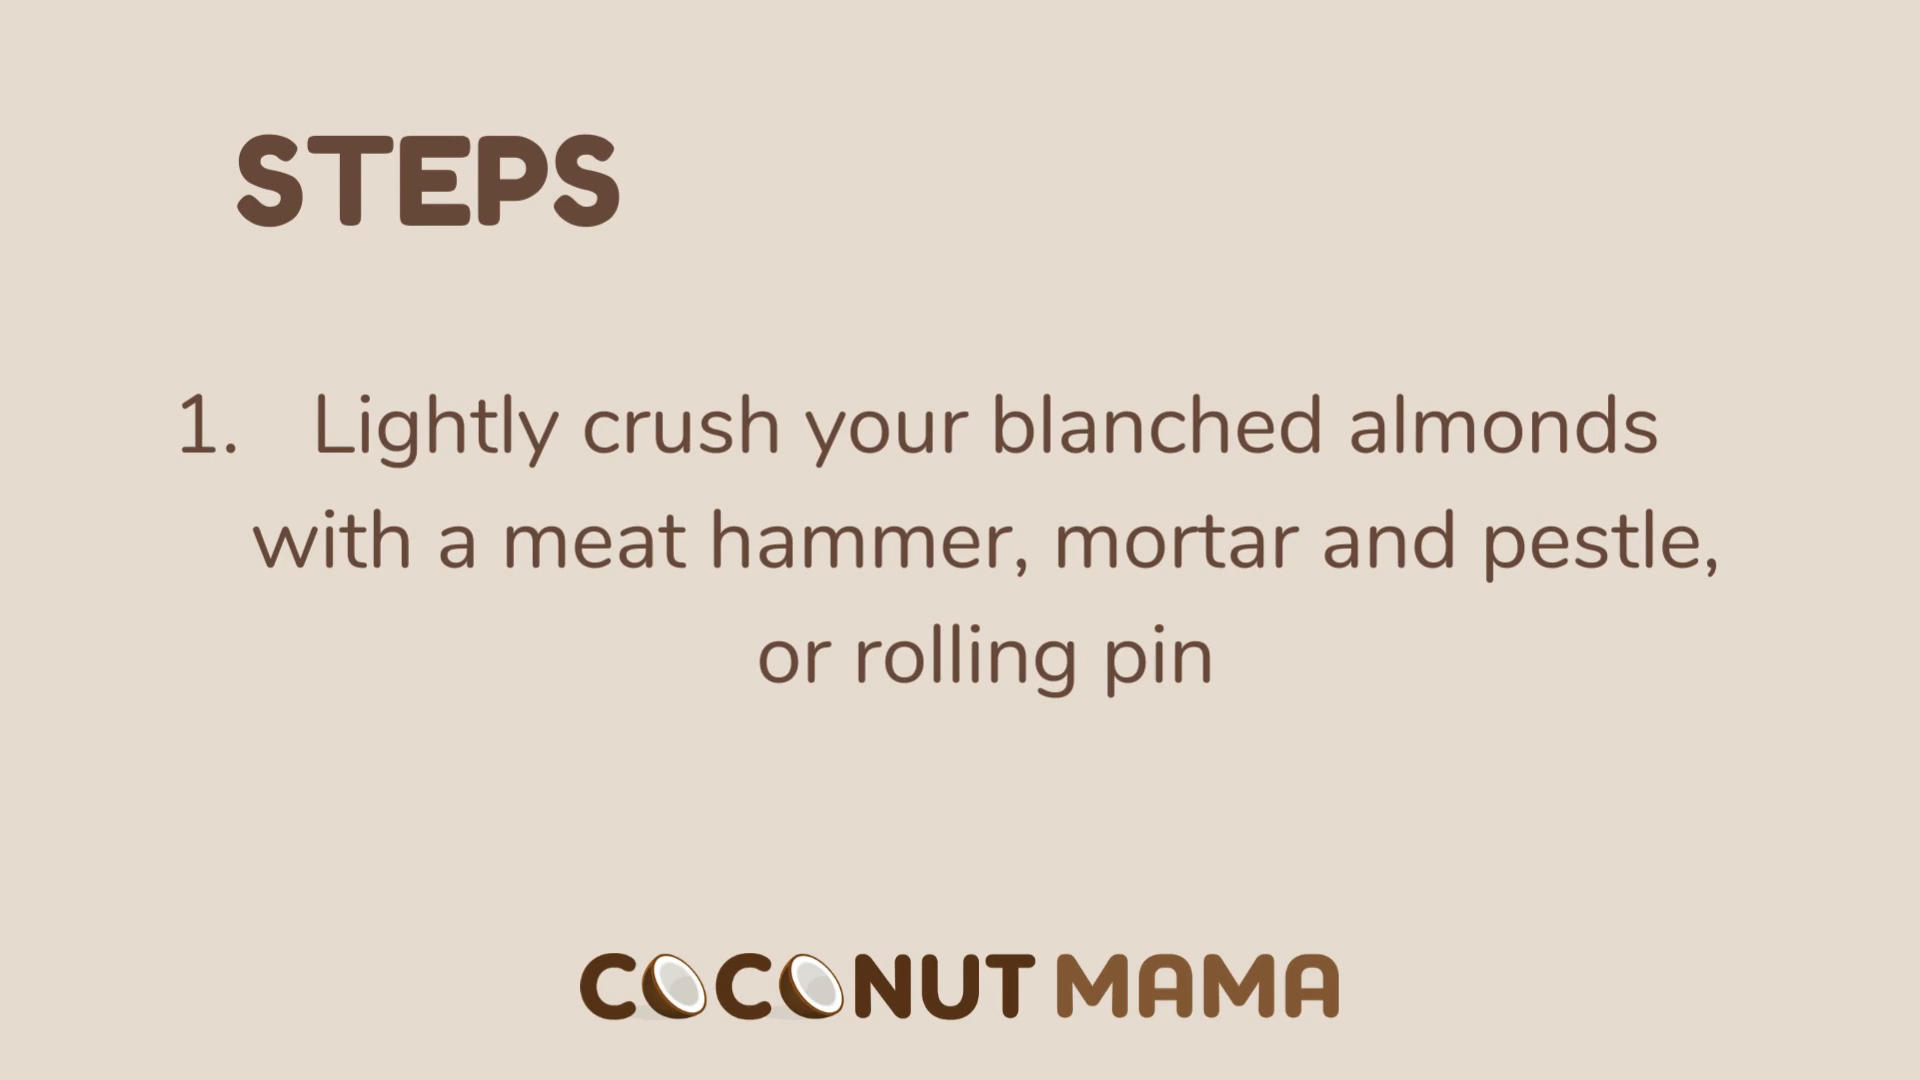 STEPS
1. Lightly crush your blanched almonds
with a meat hammer, mortar and pestle,
or rolling pin
COCONUT MAMA